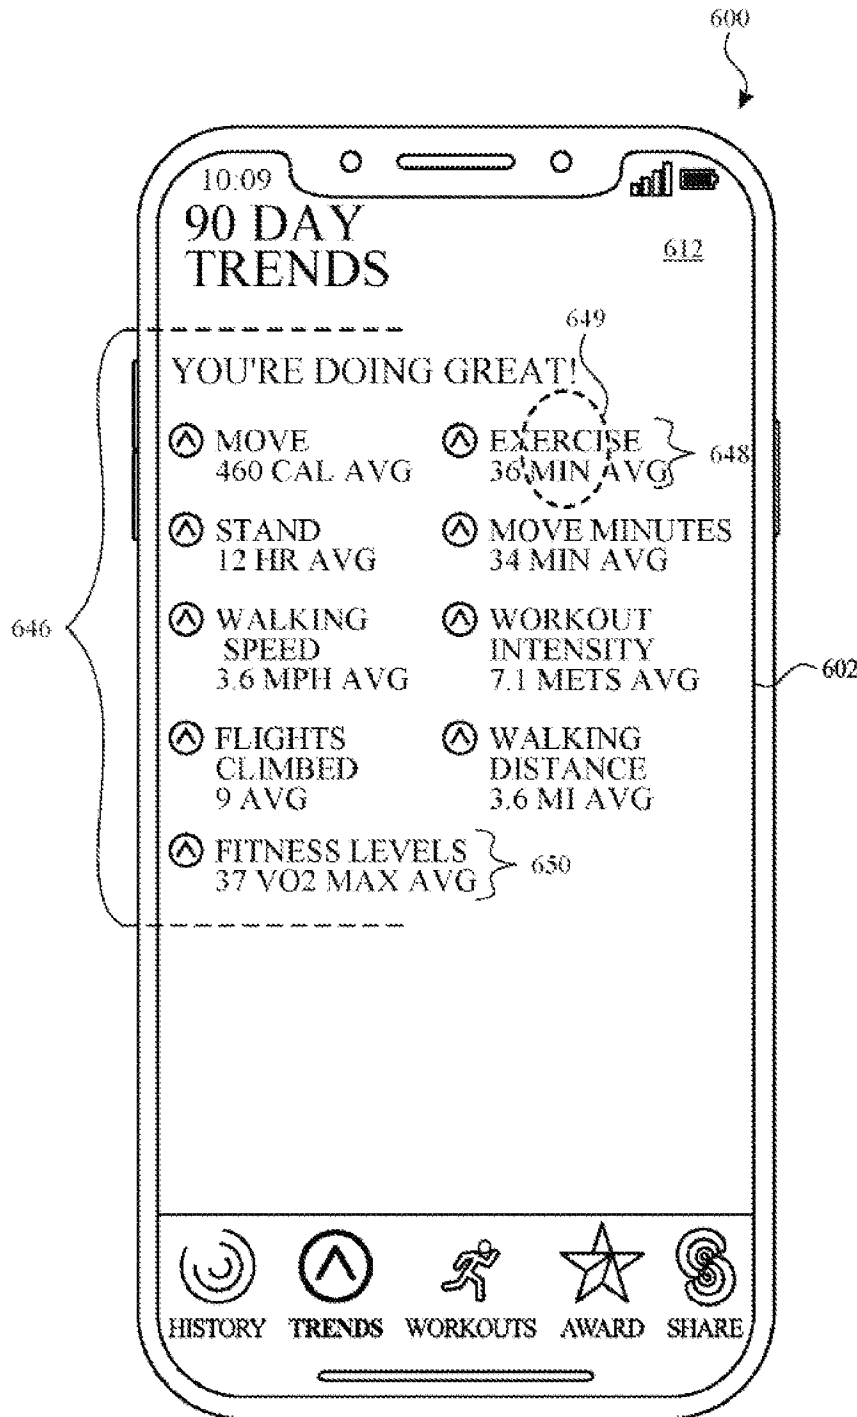 600
10:09
90 DAY
TRENDS
612
649
YOU'RE DOING GREAT!
MOVE
460 CAL AVG
EXERCISE
36 MIN AVG
648
STAND
12 HR AVG
MOVE MINUTES
34 MIN AVG
646
WALKING
SPEED
3.6 MPH AVG
WORKOUT
INTENSITY
7.1 METS AVG
602
FLIGHTS
CLIMBED
9 AVG
WALKING
DISTANCE
3.6 MI AVG
FITNESS LEVELS
37 VO2 MAX AVG
650
HISTORY
TRENDS
WORKOUTS
AWARD
SHARE